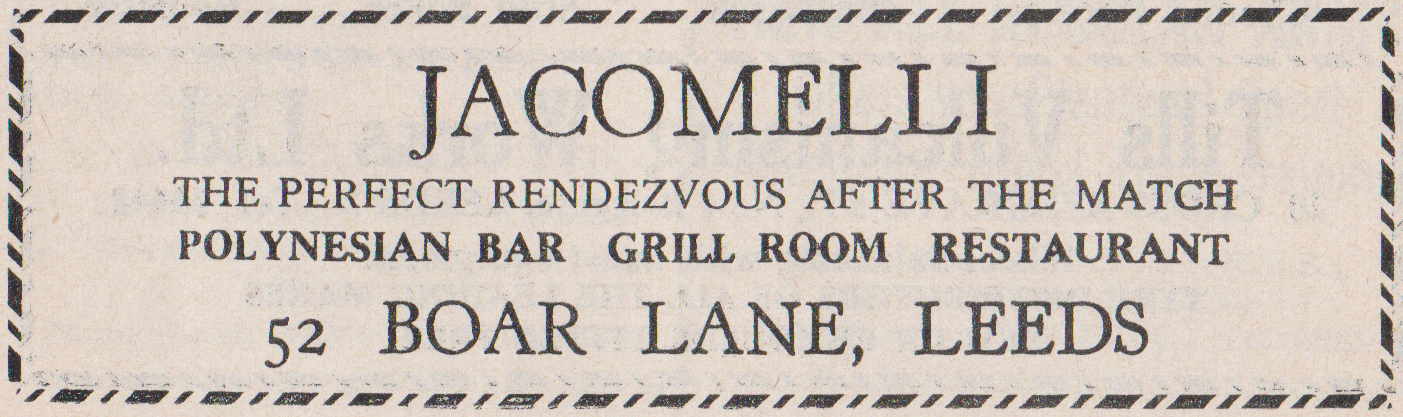 JACOMELLI
THE PERFECT RENDEZVOUS AFTER THE MATCH
POLYNESIAN BAR GRILL ROOM RESTAURANT
52 BOAR LANE, LEEDS